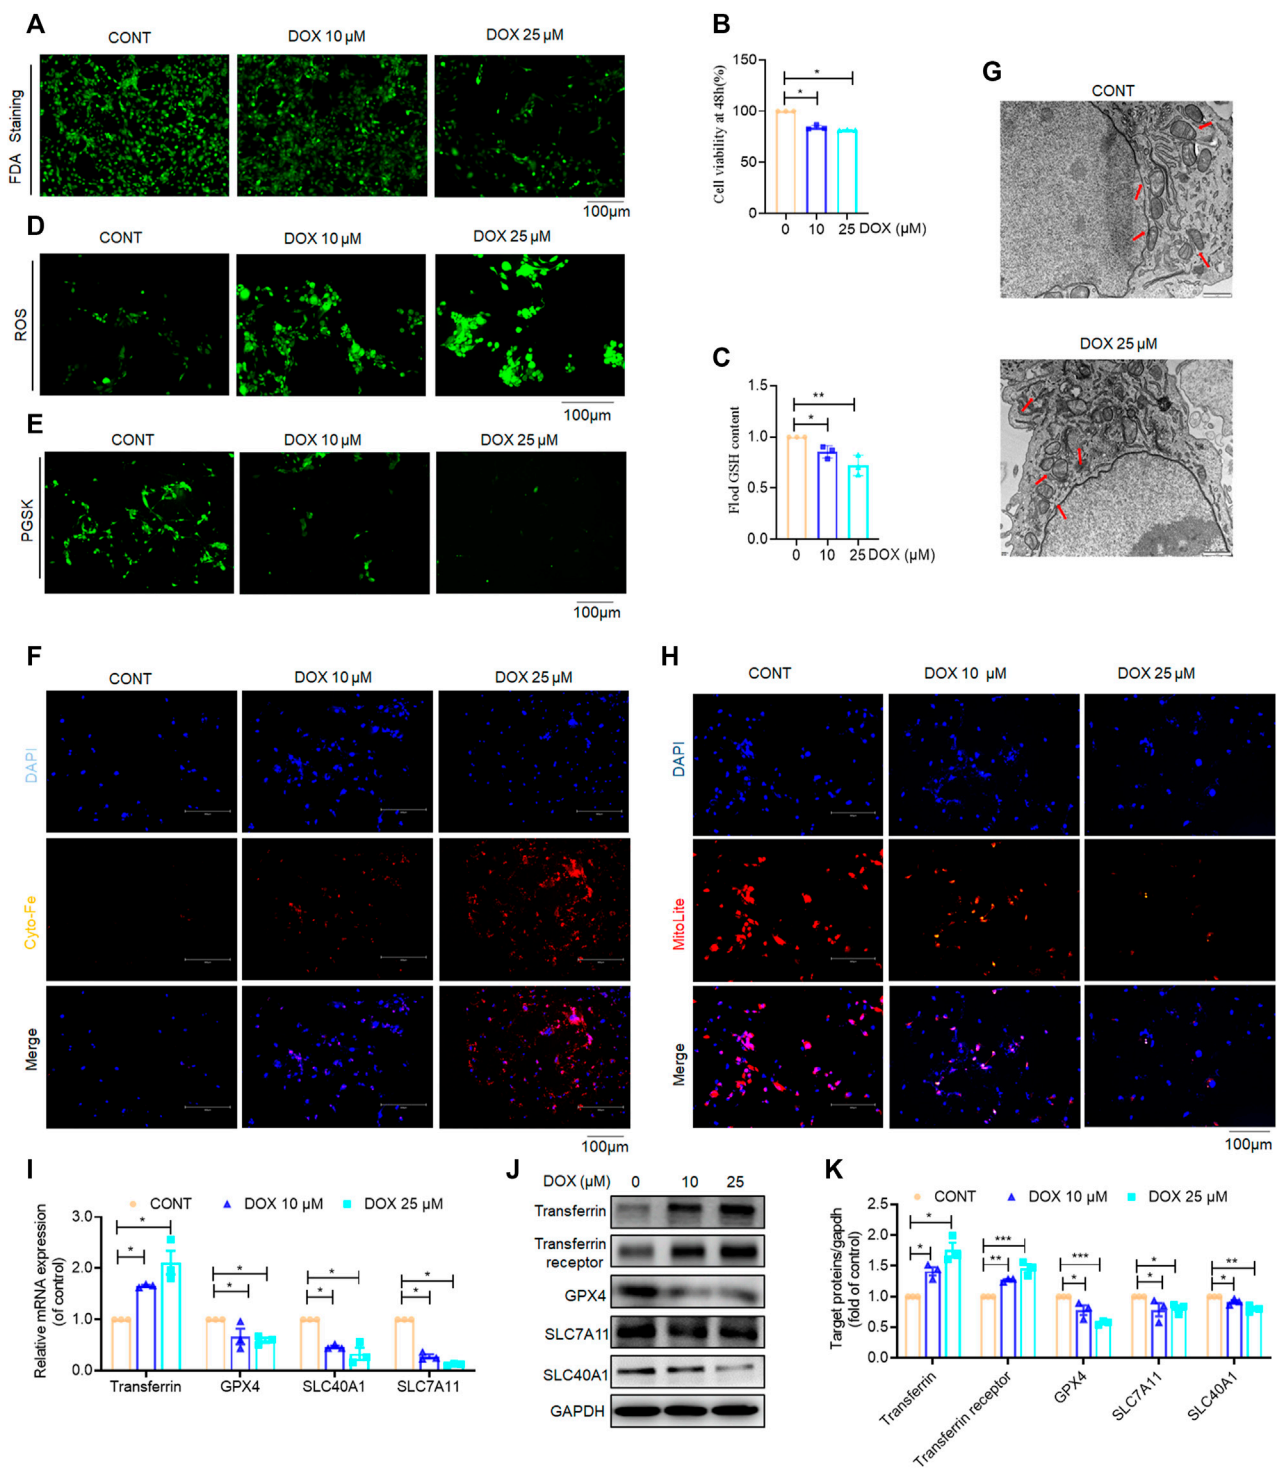 A
CONT
DOX 10 µM
DOX 25 µM
FDA Staining
100µm
B
Cell viability at 48h(%)
150
100
50
0
*
*
0
10
25
DOX (µM)
C
Flod GSH content
1.5
1.0
0.5
0.0
**
*
0
10
25
DOX (µM)
D
CONT
DOX 10 µM
DOX 25 µM
ROS
100µm
E
CONT
DOX 10 µM
DOX 25 µM
PGSK
100µm
G
CONT
DOX 25 µM
F
CONT
DOX 10 µM
DOX 25 µM
DAPI
Cyto-Fe
Merge
100µm
H
CONT
DOX 10 µM
DOX 25 µM
DAPI
MitoLite
Merge
100µm
I
CONT
DOX 10 µM
DOX 25 µM
Relative mRNA expression
(of control)
3.0
2.0
1.0
0.0
*
*
*
*
*
*
*
*
Transferrin
GPX4
SLC40A1
SLC7A11
J
DOX (µM)
0
10
25
Transferrin
Transferrin
receptor
GPX4
SLC7A11
SLC40A1
GAPDH
K
CONT
DOX 10 µM
DOX 25 µM
Target proteins/gapdh
(fold of control)
2.5
2.0
1.5
1.0
0.5
0.0
*
*
***
**
***
*
*
*
**
*
Transferrin
Transferrin receptor
GPX4
SLC7A11
SLC40A1